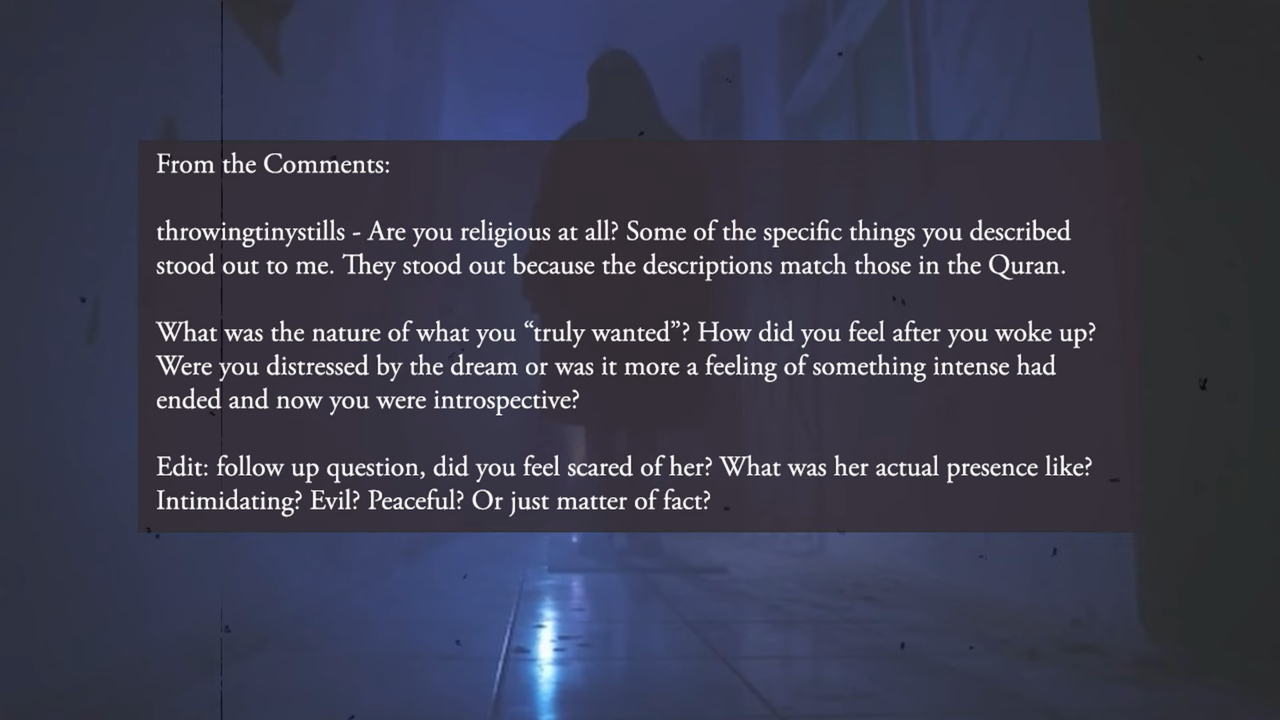 From the Comments:
throwingtinystills - Are you religious at all? Some of the specific things you described
stood out to me. They stood out because the descriptions match those in the Quran.
What was the nature of what you “truly wanted”? How did you feel after you woke up?
Were you distressed by the dream or was it more a feeling of something intense had
ended and now you were introspective?
Edit: follow up question, did you feel scared of her? What was her actual presence like?
Intimidating? Evil? Peaceful? Or just matter of fact?